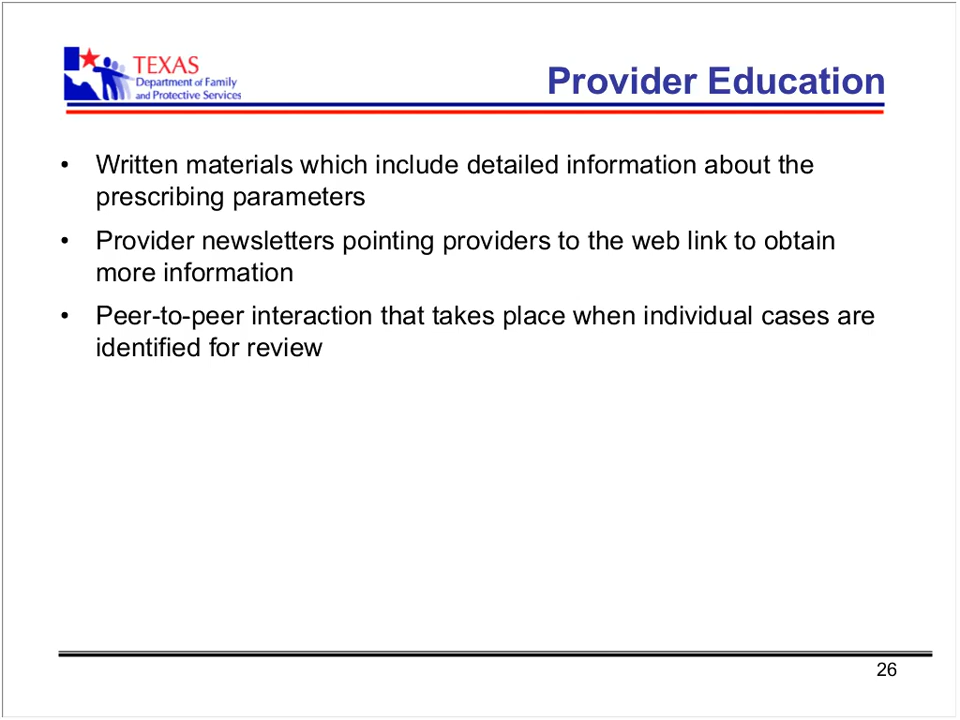 TEXAS
Department of Family
and Protective Services
Provider Education
• Written materials which include detailed information about the
prescribing parameters
• Provider newsletters pointing providers to the web link to obtain
more information
• Peer-to-peer interaction that takes place when individual cases are
identified for review
26